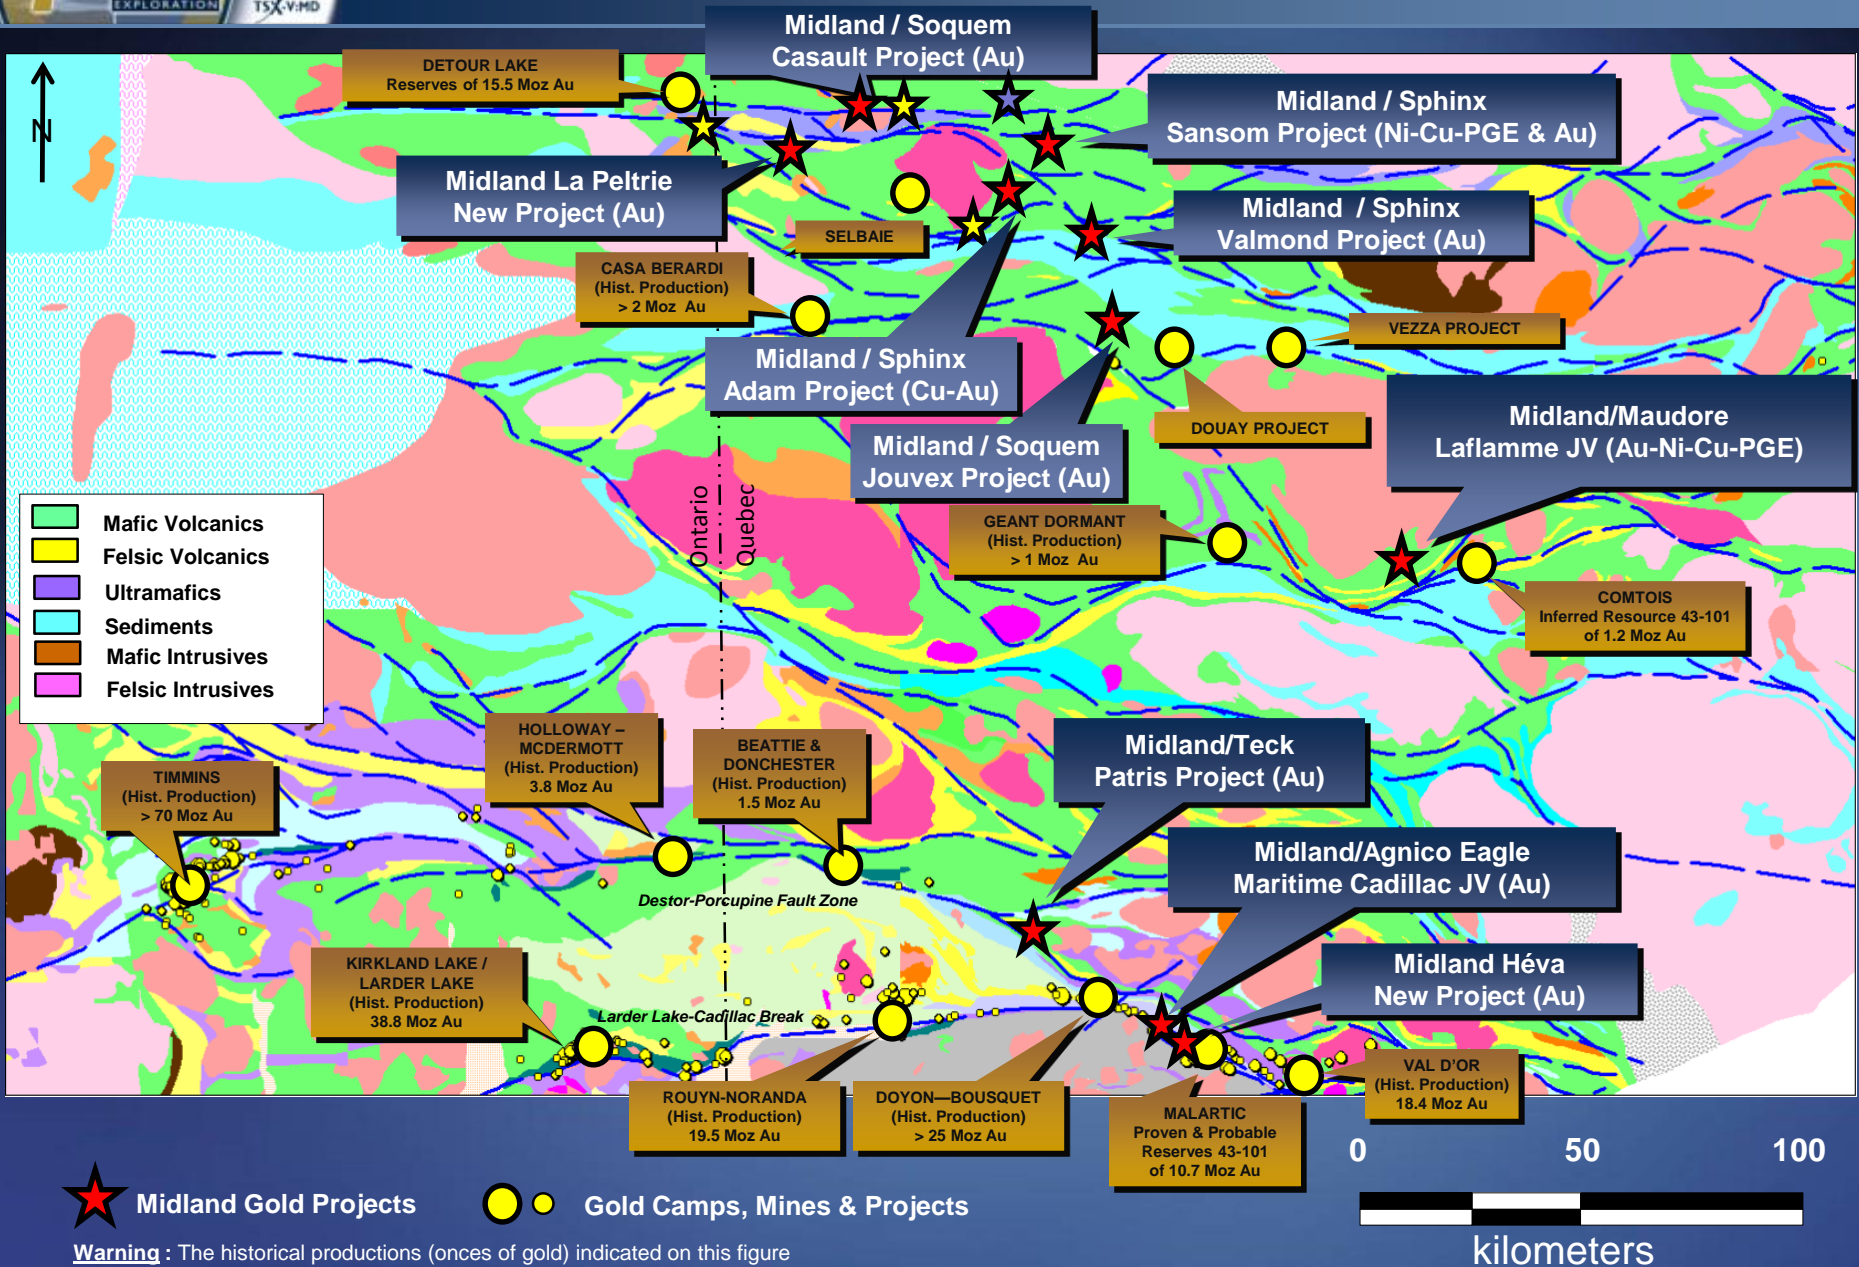 EXPLORATION
TSX-V:MD
Midland / Soquem
Casault Project (Au)
DETOUR LAKE
Reserves of 15.5 Moz Au
N
Midland / Sphinx
Sansom Project (Ni-Cu-PGE & Au)
Midland La Peltrie
New Project (Au)
Midland / Sphinx
Valmond Project (Au)
SELBAIE
CASA BERARDI
(Hist. Production)
> 2 Moz Au
VEZZA PROJECT
Midland / Sphinx
Adam Project (Cu-Au)
DOUAY PROJECT
Midland/Maudore
Laflamme JV (Au-Ni-Cu-PGE)
Midland / Soquem
Jouvex Project (Au)
Ontario
Quebec
GEANT DORMANT
(Hist. Production)
> 1 Moz Au
Mafic Volcanics
Felsic Volcanics
Ultramafics
Sediments
Mafic Intrusives
Felsic Intrusives
COMTOIS
Inferred Resource 43-101
of 1.2 Moz Au
HOLLOWAY –
MCDERMOTT
(Hist. Production)
3.8 Moz Au
BEATTIE &
DONCHESTER
(Hist. Production)
1.5 Moz Au
Midland/Teck
Patris Project (Au)
TIMMINS
(Hist. Production)
> 70 Moz Au
Midland/Agnico Eagle
Maritime Cadillac JV (Au)
Destor-Porcupine Fault Zone
KIRKLAND LAKE /
LARDER LAKE
(Hist. Production)
38.8 Moz Au
Larder Lake-Cadillac Break
Midland Héva
New Project (Au)
ROUYN-NORANDA
(Hist. Production)
19.5 Moz Au
DOYON—BOUSQUET
(Hist. Production)
> 25 Moz Au
MALARTIC
Proven & Probable
Reserves 43-101
of 10.7 Moz Au
VAL D'OR
(Hist. Production)
18.4 Moz Au
0 50 100
kilometers
Midland Gold Projects
Gold Camps, Mines & Projects
Warning : The historical productions (onces of gold) indicated on this figure